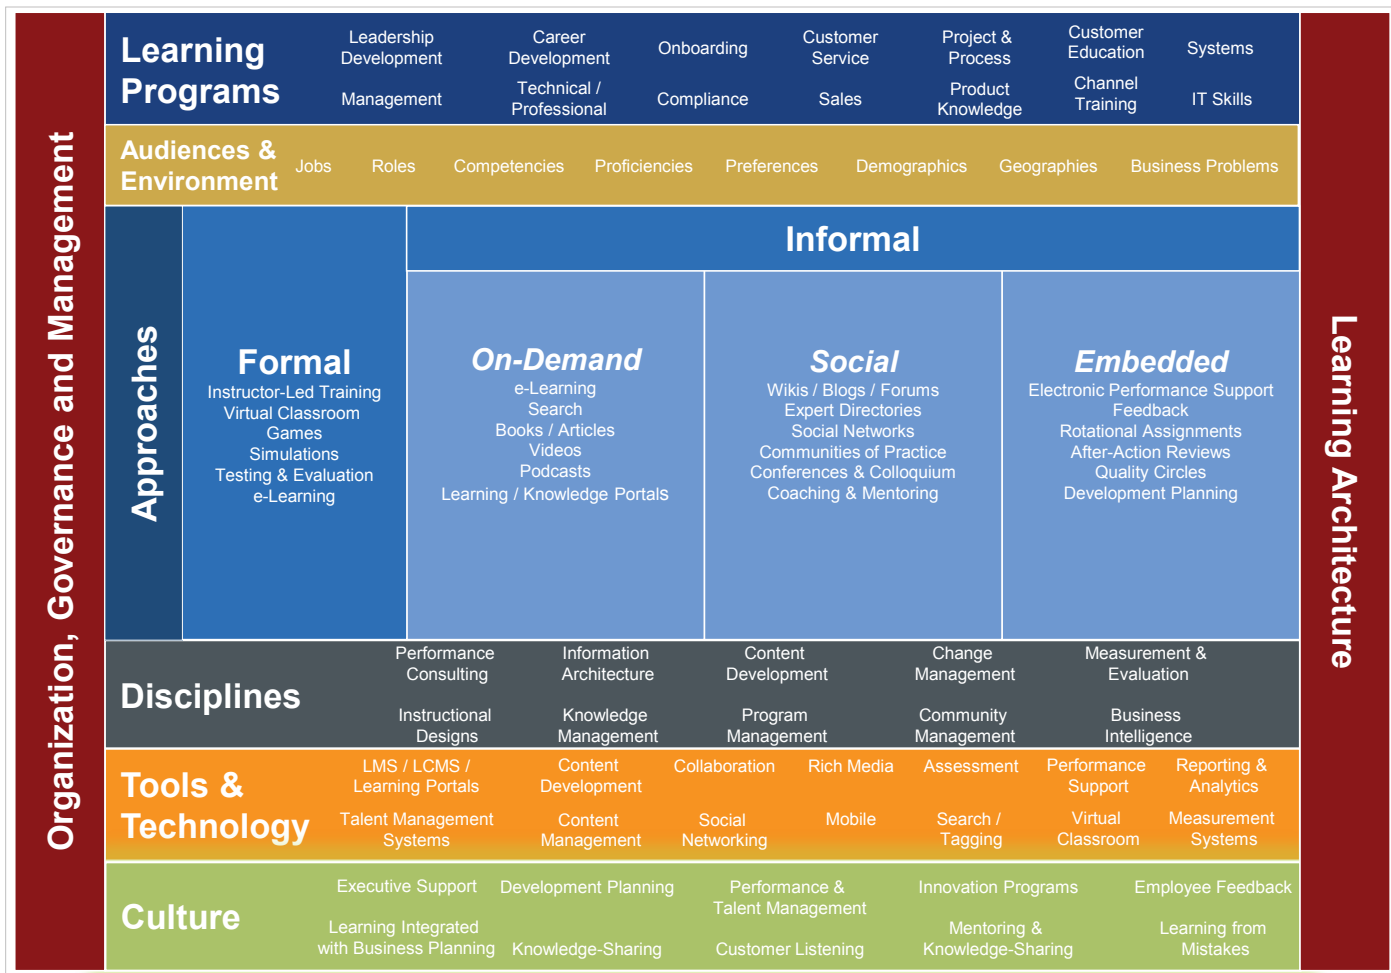 Organization, Governance and Management
Learning
Programs
Leadership
Development
Career
Development
Onboarding
Customer
Service
Project &
Process
Customer
Education
Systems
Management
Technical /
Professional
Compliance
Sales
Product
Knowledge
Channel
Training
IT Skills
Audiences &
Environment
Jobs
Roles
Competencies
Proficiencies
Preferences
Demographics
Geographies
Business Problems
Approaches
Formal
Instructor-Led Training
Virtual Classroom
Games
Simulations
Testing & Evaluation
e-Learning
Informal
On-Demand
e-Learning
Search
Books / Articles
Videos
Podcasts
Learning / Knowledge Portals
Social
Wikis / Blogs / Forums
Expert Directories
Social Networks
Communities of Practice
Conferences & Colloquium
Coaching & Mentoring
Embedded
Electronic Performance Support
Feedback
Rotational Assignments
After-Action Reviews
Quality Circles
Development Planning
Disciplines
Performance
Consulting
Information
Architecture
Content
Development
Change
Management
Measurement &
Evaluation
Instructional
Designs
Knowledge
Management
Program
Management
Community
Management
Business
Intelligence
Tools &
Technology
LMS / LCMS /
Learning Portals
Content
Development
Collaboration
Rich Media
Assessment
Performance
Support
Reporting &
Analytics
Talent Management
Systems
Content
Management
Social
Networking
Mobile
Search /
Tagging
Virtual
Classroom
Measurement
Systems
Culture
Executive Support
Development Planning
Performance &
Talent Management
Innovation Programs
Employee Feedback
Learning Integrated
with Business Planning
Knowledge-Sharing
Customer Listening
Mentoring &
Knowledge-Sharing
Learning from
Mistakes
Learning Architecture